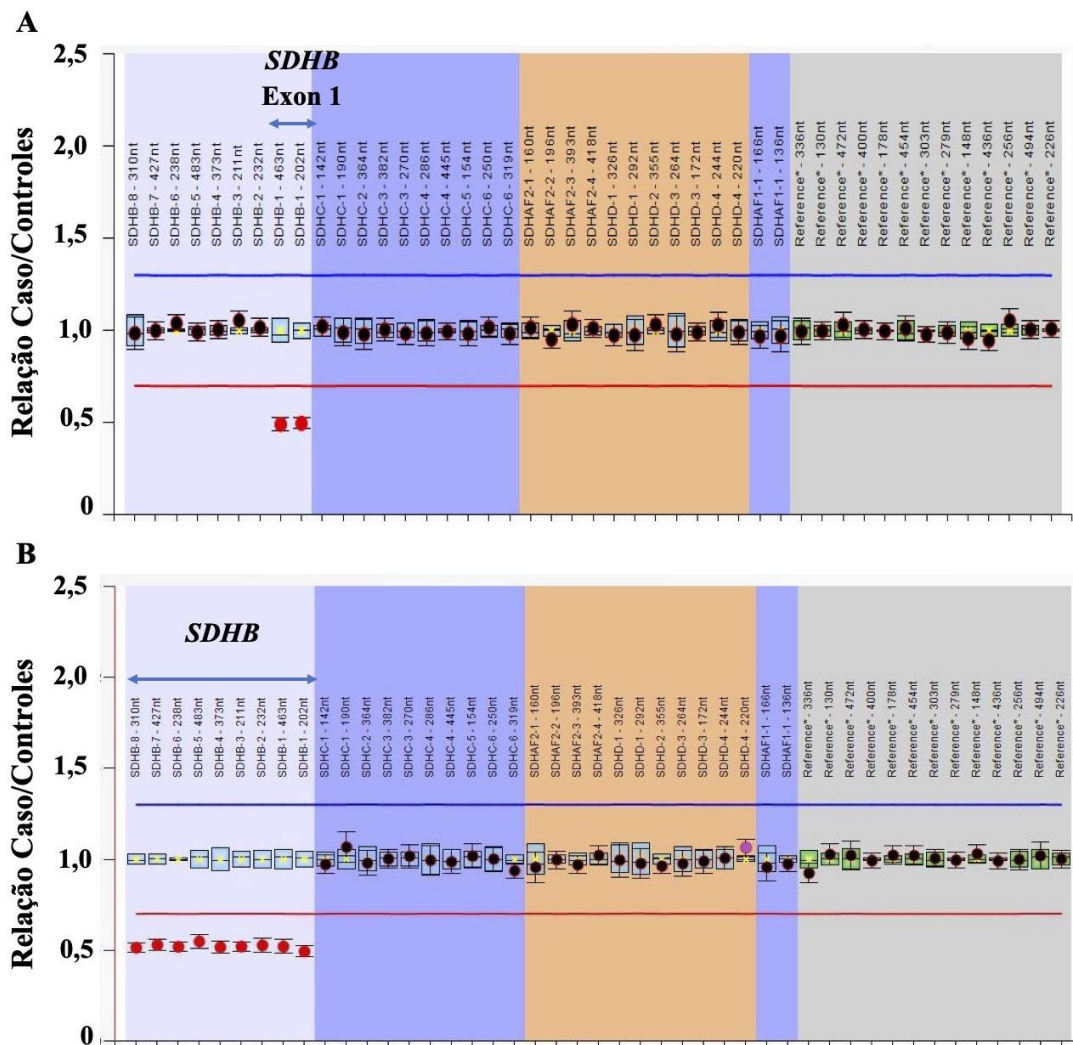 A
2,5
2,0
1,5
1,0
0,5
0
Relação Caso/Controles
SDHB
Exon 1
SDHB-8 - 310nt
SDHB-7 - 427nt
SDHB-6 - 238nt
SDHB-5 - 483nt
SDHB-4 - 373nt
SDHB-3 - 211nt
SDHB-2 - 232nt
SDHB-1 - 463nt
SDHB-1 - 202nt
SDHC-1 - 142nt
SDHC-1 - 190nt
SDHC-2 - 364nt
SDHC-3 - 382nt
SDHC-3 - 270nt
SDHC-4 - 286nt
SDHC-4 - 445nt
SDHC-5 - 154nt
SDHC-6 - 250nt
SDHC-6 - 319nt
SDHAF2-1 - 160nt
SDHAF2-2 - 196nt
SDHAF2-3 - 393nt
SDHAF2-4 - 418nt
SDHD-1 - 326nt
SDHD-1 - 292nt
SDHD-2 - 355nt
SDHD-3 - 264nt
SDHD-3 - 172nt
SDHD-4 - 244nt
SDHD-4 - 220nt
SDHAF1-1 - 166nt
SDHAF1-1 - 136nt
Reference* - 336nt
Reference* - 130nt
Reference* - 472nt
Reference* - 400nt
Reference* - 178nt
Reference* - 454nt
Reference* - 303nt
Reference* - 279nt
Reference* - 148nt
Reference* - 436nt
Reference* - 256nt
Reference* - 494nt
Reference* - 226nt
B
2,5
2,0
1,5
1,0
0,5
0
Relação Caso/Controles
SDHB
SDHB-8 - 310nt
SDHB-7 - 427nt
SDHB-6 - 238nt
SDHB-5 - 483nt
SDHB-4 - 373nt
SDHB-3 - 211nt
SDHB-2 - 232nt
SDHB-1 - 463nt
SDHB-1 - 202nt
SDHC-1 - 142nt
SDHC-1 - 190nt
SDHC-2 - 364nt
SDHC-3 - 382nt
SDHC-3 - 270nt
SDHC-4 - 286nt
SDHC-4 - 445nt
SDHC-5 - 154nt
SDHC-6 - 250nt
SDHC-6 - 319nt
SDHAF2-1 - 160nt
SDHAF2-2 - 196nt
SDHAF2-3 - 393nt
SDHAF2-4 - 418nt
SDHD-1 - 326nt
SDHD-1 - 292nt
SDHD-2 - 355nt
SDHD-3 - 264nt
SDHD-3 - 172nt
SDHD-4 - 244nt
SDHD-4 - 220nt
SDHAF1-1 - 166nt
SDHAF1-1 - 136nt
Reference* - 336nt
Reference* - 130nt
Reference* - 472nt
Reference* - 400nt
Reference* - 178nt
Reference* - 454nt
Reference* - 303nt
Reference* - 279nt
Reference* - 148nt
Reference* - 436nt
Reference* - 256nt
Reference* - 494nt
Reference* - 226nt